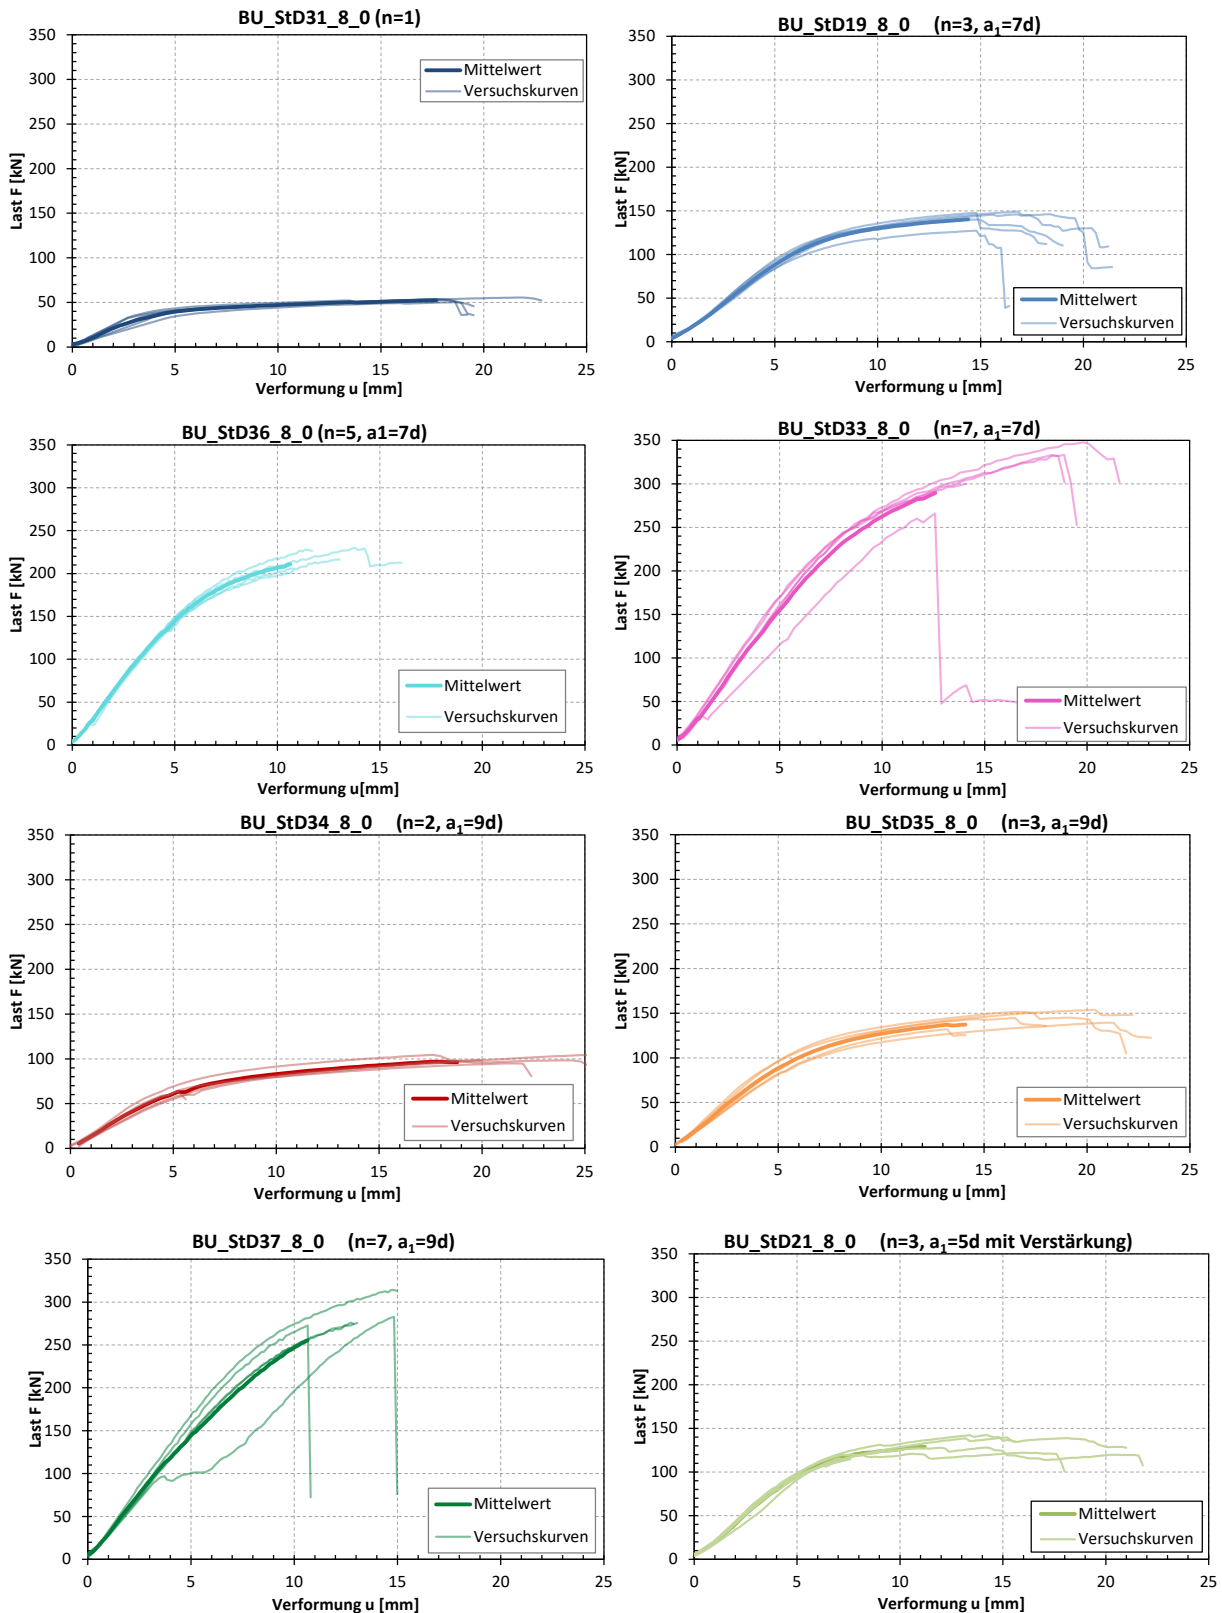 BU_StD31_8_0 (n=1)
Last F [kN]
350
300
250
200
150
100
50
0
Mittelwert
Versuchskurven
0 5 10 15 20 25
Verformung u [mm]
BU_StD19_8_0 (n=3, a₁=7d)
Last F [kN]
350
300
250
200
150
100
50
0
Mittelwert
Versuchskurven
0 5 10 15 20 25
Verformung u [mm]
BU_StD36_8_0 (n=5, a1=7d)
Last F [kN]
350
300
250
200
150
100
50
0
Mittelwert
Versuchskurven
0 5 10 15 20 25
Verformung u[mm]
BU_StD33_8_0 (n=7, a₁=7d)
Last F [kN]
350
300
250
200
150
100
50
0
Mittelwert
Versuchskurven
0 5 10 15 20 25
Verformung u [mm]
BU_StD34_8_0 (n=2, a₁=9d)
Last F [kN]
350
300
250
200
150
100
50
0
Mittelwert
Versuchskurven
0 5 10 15 20 25
Verformung u [mm]
BU_StD35_8_0 (n=3, a₁=9d)
Last F [kN]
350
300
250
200
150
100
50
0
Mittelwert
Versuchskurven
0 5 10 15 20 25
Verformung u [mm]
BU_StD37_8_0 (n=7, a₁=9d)
Last F [kN]
350
300
250
200
150
100
50
0
Mittelwert
Versuchskurven
0 5 10 15 20 25
Verformung u [mm]
BU_StD21_8_0 (n=3, a₁=5d mit Verstärkung)
Last F [kN]
350
300
250
200
150
100
50
0
Mittelwert
Versuchskurven
0 5 10 15 20 25
Verformung u [mm]